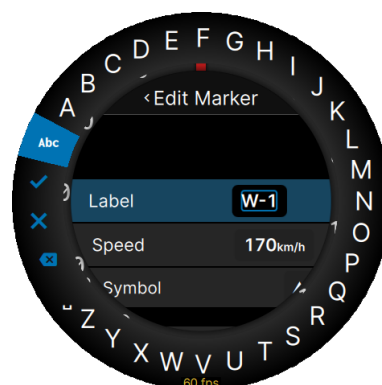 A B C D E F G H I J K L M N O P Q R S T U V W X Y Z
Abc
‹Edit Marker
Label W-1
Speed 170km/h
Symbol
60 fps